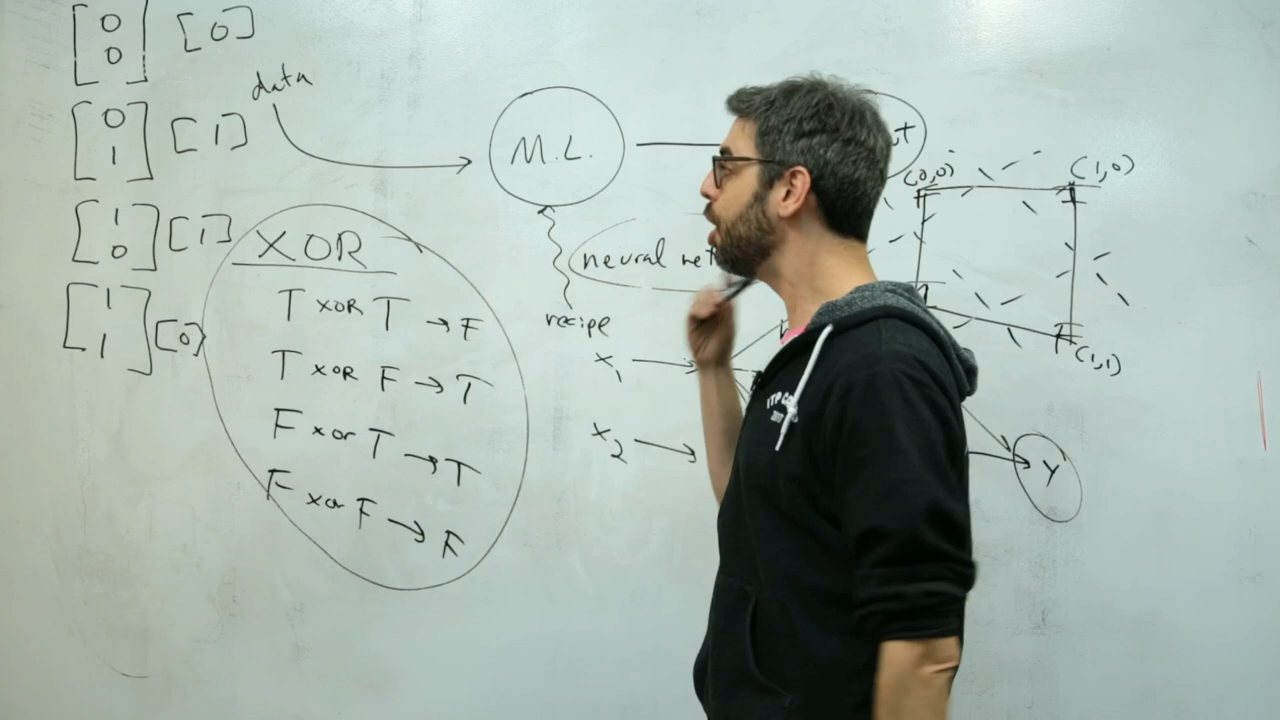 [0 0] [0]
data
[0 1] [1]
M.L.
(0,0)
(1,0)
[1 0] [1]
XOR
neural
T XOR T → F
[1 1] [0]
recipe
T XOR F → T
F xor T → T
F xor F → F
x1
x2
(1,1)
ITP
Y